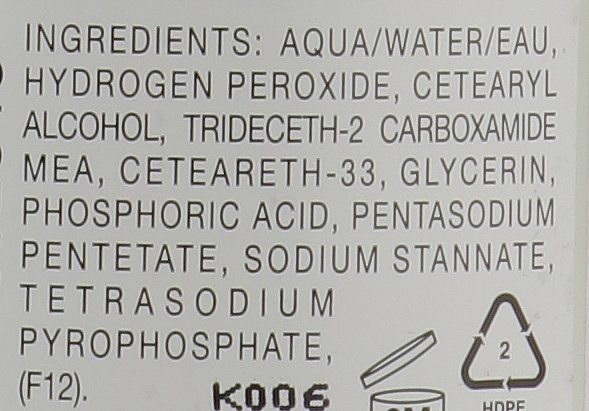 INGREDIENTS: AQUA/WATER/EAU,
HYDROGEN PEROXIDE, CETEARYL
ALCOHOL, TRIDECETH-2 CARBOXAMIDE
MEA, CETEARETH-33, GLYCERIN,
PHOSPHORIC ACID, PENTASODIUM
PENTETATE, SODIUM STANNATE,
TETRASODIUM
PYROPHOSPHATE,
(F12).
K006
2
HDPE